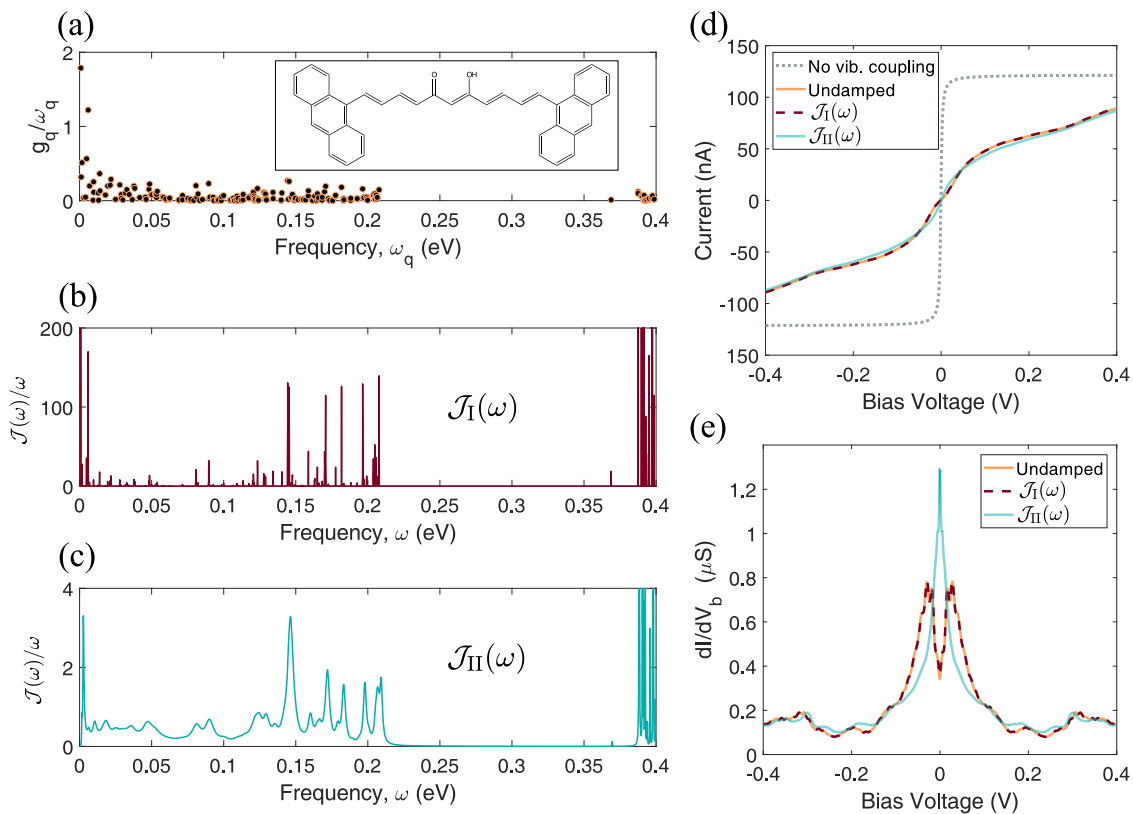 (a)
2
1
0
g_q/ω_q
O
OH
0 0.05 0.1 0.15 0.2 0.25 0.3 0.35 0.4
Frequency, ω_q (eV)
(b)
200
100
0
𝒥(ω)/ω
𝒥_I(ω)
0 0.05 0.1 0.15 0.2 0.25 0.3 0.35 0.4
Frequency, ω (eV)
(c)
4
2
0
𝒥(ω)/ω
𝒥_II(ω)
0 0.05 0.1 0.15 0.2 0.25 0.3 0.35 0.4
Frequency, ω (eV)
(d)
150
100
50
0
-50
-100
150
Current (nA)
No vib. coupling
Undamped
𝒥_I(ω)
𝒥_II(ω)
-0.4 -0.2 0 0.2 0.4
Bias Voltage (V)
(e)
1.2
1
0.8
0.6
0.4
0.2
0
dI/dV_b (μS)
Undamped
𝒥_I(ω)
𝒥_II(ω)
-0.4 -0.2 0 0.2 0.4
Bias Voltage (V)